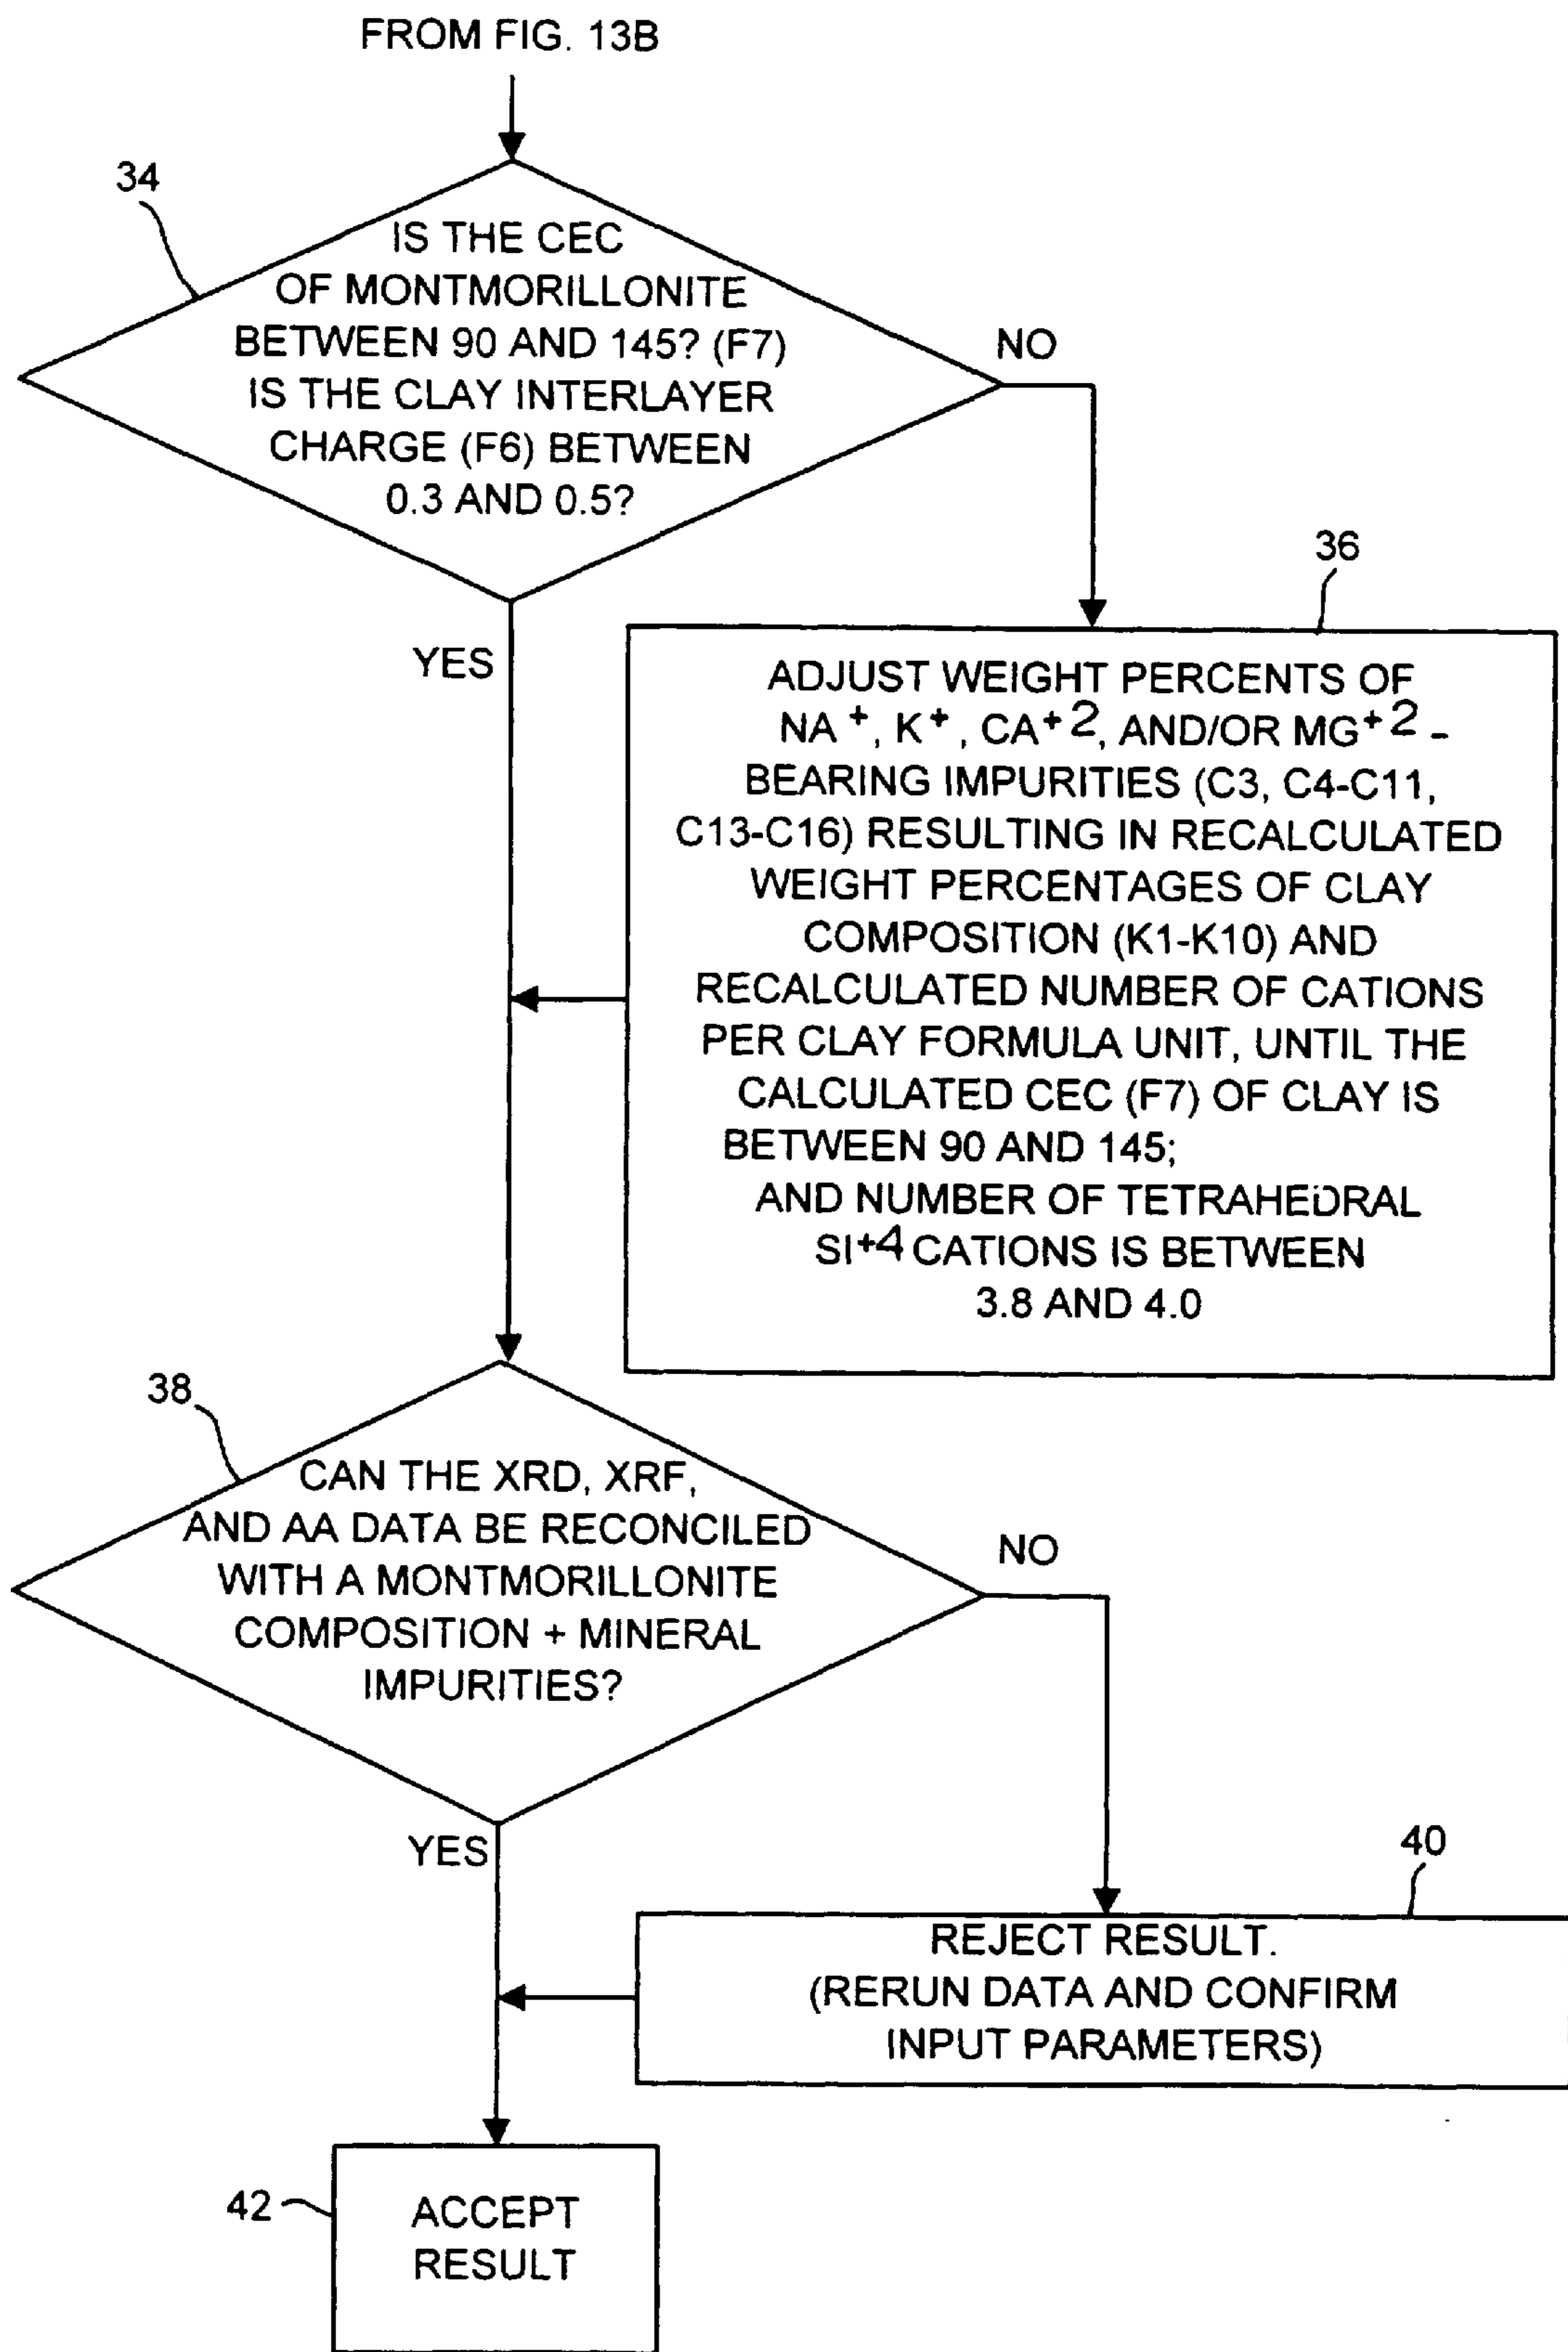 FROM FIG. 13B
34
IS THE CEC
OF MONTMORILLONITE
BETWEEN 90 AND 145? (F7)
IS THE CLAY INTERLAYER
CHARGE (F6) BETWEEN
0.3 AND 0.5?
NO
YES
36
ADJUST WEIGHT PERCENTS OF
NA+, K+, CA+2, AND/OR MG+2 -
BEARING IMPURITIES (C3, C4-C11,
C13-C16) RESULTING IN RECALCULATED
WEIGHT PERCENTAGES OF CLAY
COMPOSITION (K1-K10) AND
RECALCULATED NUMBER OF CATIONS
PER CLAY FORMULA UNIT, UNTIL THE
CALCULATED CEC (F7) OF CLAY IS
BETWEEN 90 AND 145;
AND NUMBER OF TETRAHEDRAL
SI+4 CATIONS IS BETWEEN
3.8 AND 4.0
38
CAN THE XRD, XRF,
AND AA DATA BE RECONCILED
WITH A MONTMORILLONITE
COMPOSITION + MINERAL
IMPURITIES?
NO
YES
40
REJECT RESULT.
(RERUN DATA AND CONFIRM
INPUT PARAMETERS)
42
ACCEPT
RESULT